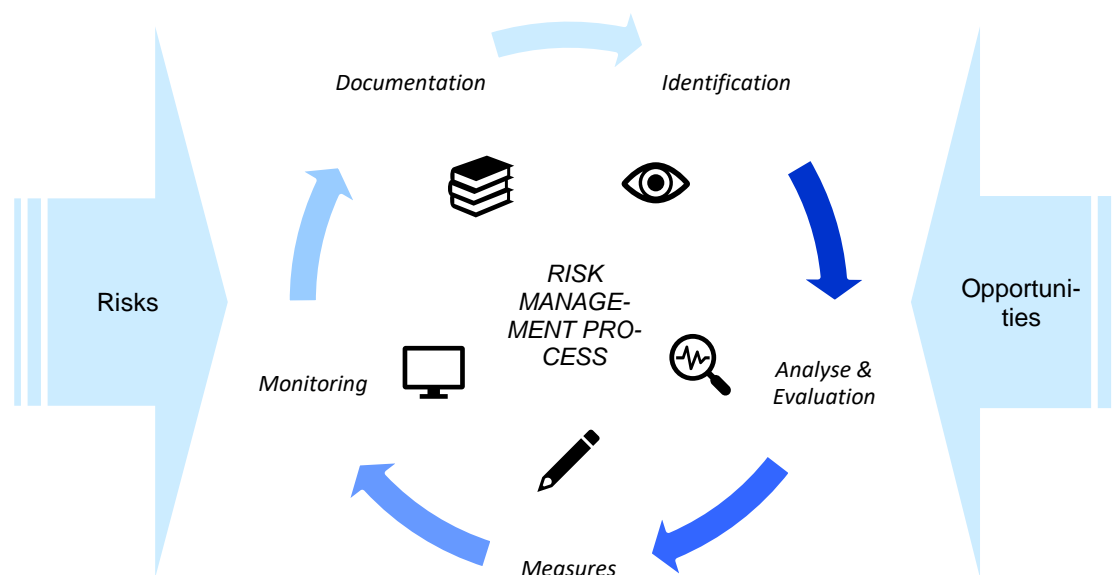 Documentation
Identification
Risks
RISK
MANAGE-
MENT PRO-
CESS
Opportuni-
ties
Monitoring
Analyse &
Evaluation
Measures